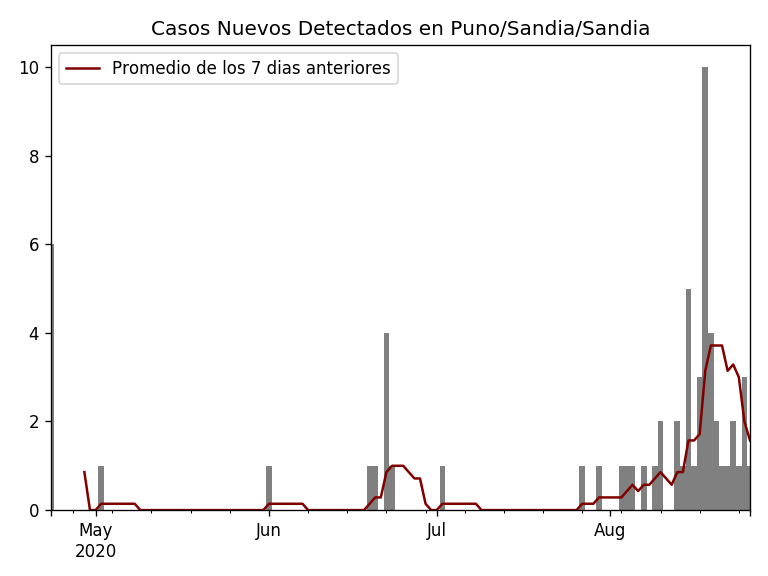 Casos Nuevos Detectados en Puno/Sandia/Sandia
Promedio de los 7 dias anteriores
10
8
6
4
2
0
May Jun Jul Aug
2020